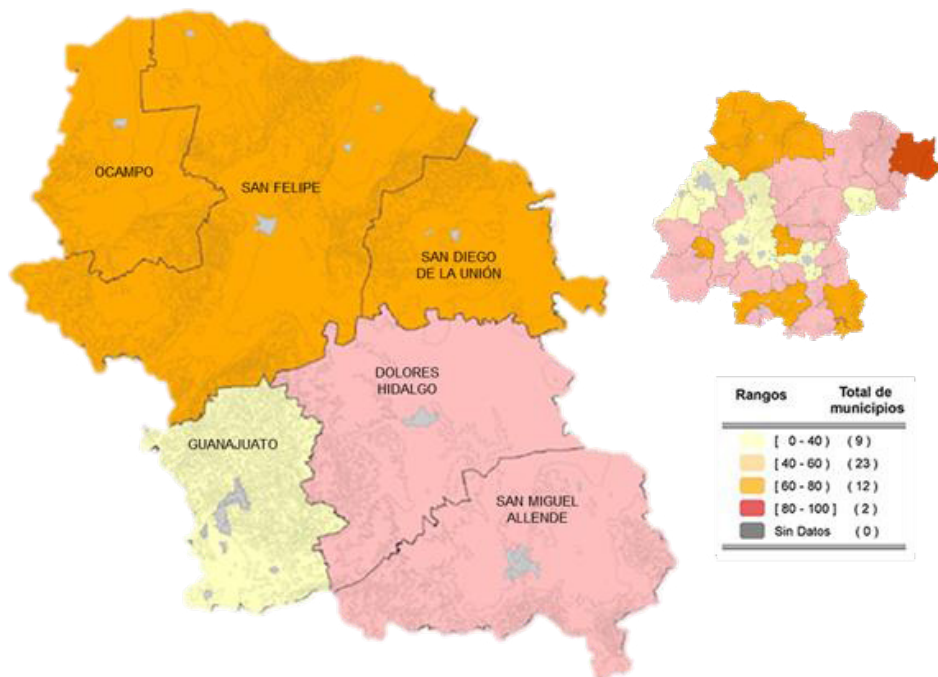 OCAMPO
SAN FELIPE
SAN DIEGO
DE LA UNIÓN
DOLORES
HIDALGO
GUANAJUATO
SAN MIGUEL
ALLENDE
Rangos Total de
municipios
[ 0 - 40 ) ( 9 )
[ 40 - 60 ) ( 23 )
[ 60 - 80 ) ( 12 )
[ 80 - 100 ] ( 2 )
Sin Datos ( 0 )